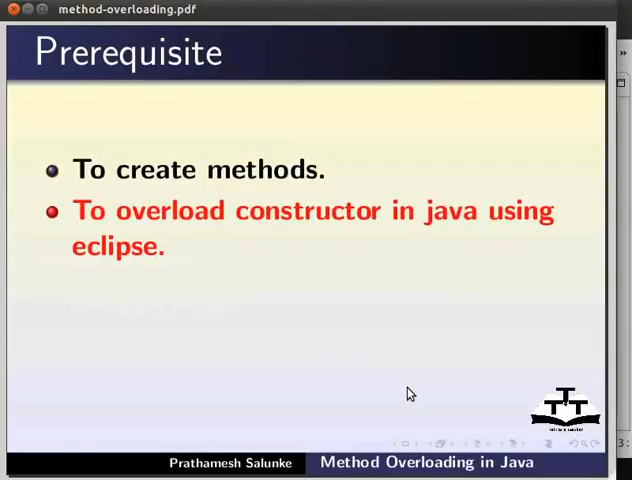 method-overloading.pdf
Prerequisite
To create methods.
To overload constructor in java using
eclipse.
Prathamesh Salunke
Method Overloading in Java
3: